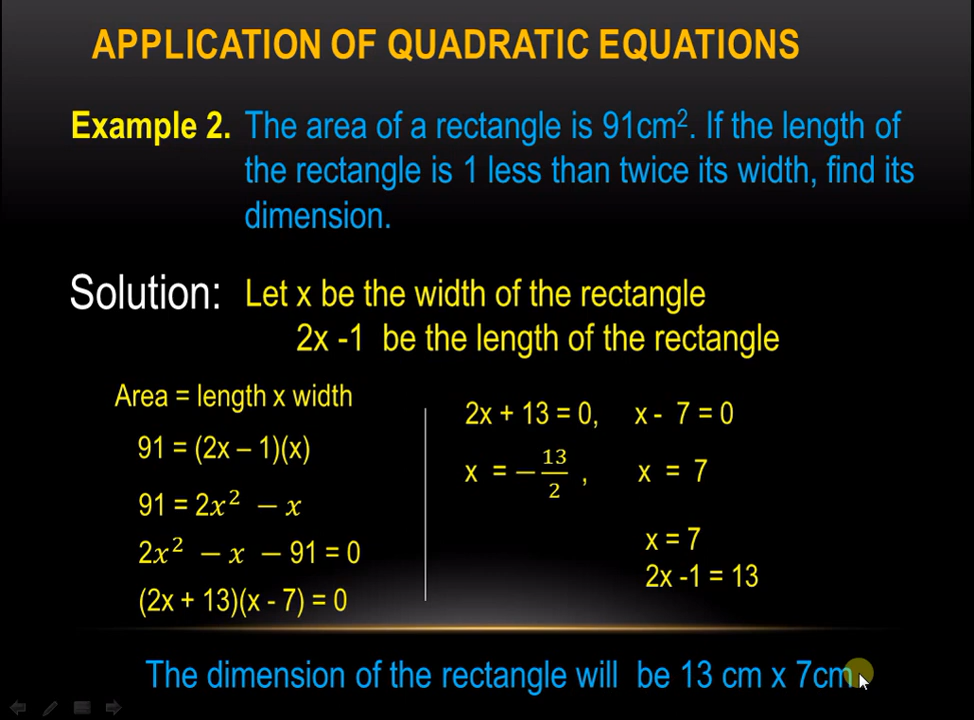 APPLICATION OF QUADRATIC EQUATIONS
Example 2. The area of a rectangle is 91cm². If the length of
the rectangle is 1 less than twice its width, find its
dimension.
Solution: Let x be the width of the rectangle
2x -1 be the length of the rectangle
Area = length x width
91 = (2x – 1)(x)
91 = 2x² − x
2x² − x − 91 = 0
(2x + 13)(x - 7) = 0
2x + 13 = 0, x - 7 = 0
x = −13/2 , x = 7
x = 7
2x -1 = 13
The dimension of the rectangle will be 13 cm x 7cm